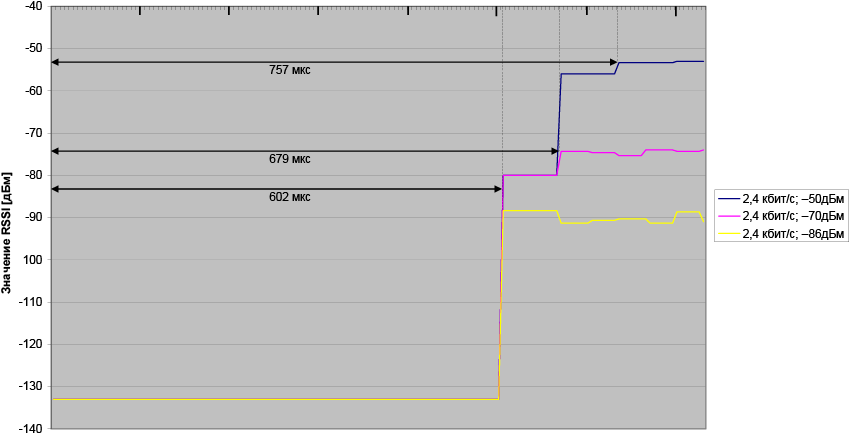 -40
-50
757 мкс
-60
-70
679 мкс
-80
602 мкс
-90
100
-110
-120
-130
-140
Значение RSSI [дБм]
2,4 кбит/с; –50дБм
2,4 кбит/с; –70дБм
2,4 кбит/с; –86дБм